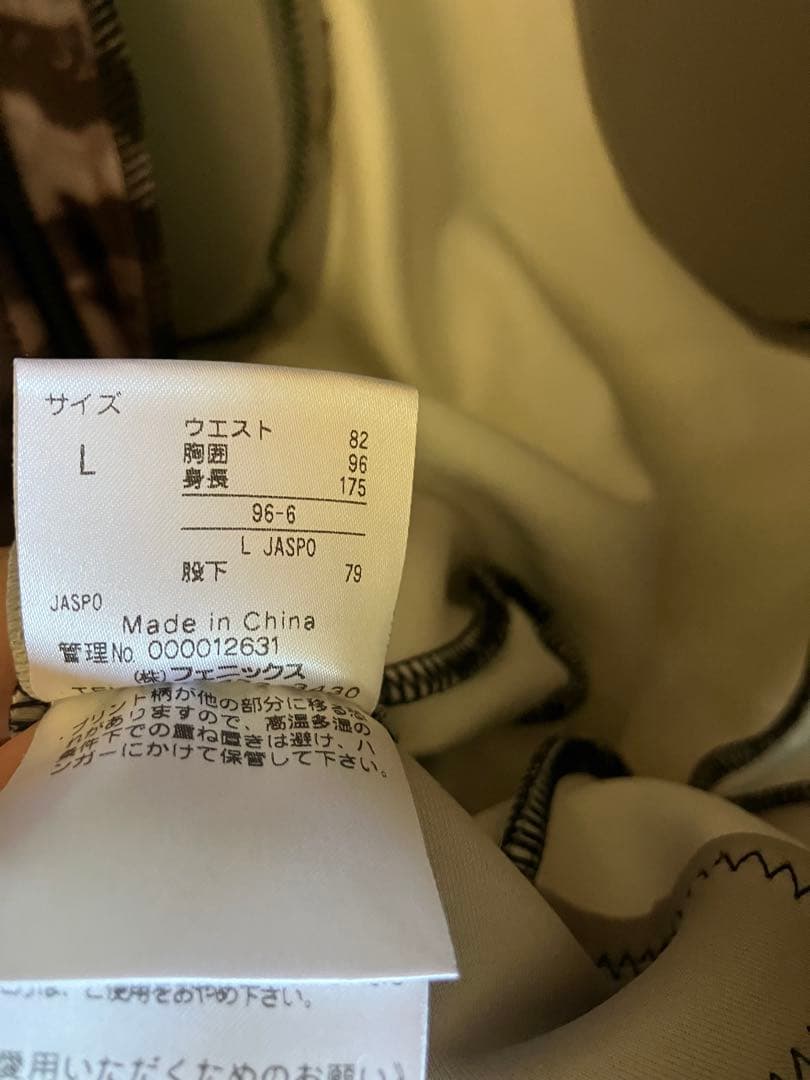 サイズ
L
ウエスト 82
胸囲 96
身長 175
96-6
L JASPO
股下 79
JASPO
Made in China
管理No. 000012631
(株)フェニックス
プリント柄が他の部分に移る
がありますので、高温多湿の
条件下での重ね置きは避け、ハ
ンガーにかけて保管して下さい。
は、ご使用をおやめ下さい。
愛用いただくためのお願い》